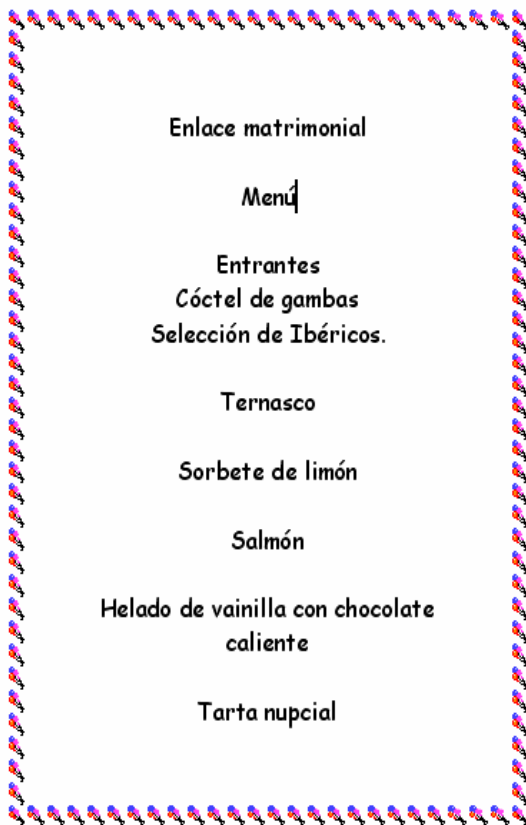 Enlace matrimonial
Menú
Entrantes
Cóctel de gambas
Selección de Ibéricos.
Ternasco
Sorbete de limón
Salmón
Helado de vainilla con chocolate
caliente
Tarta nupcial